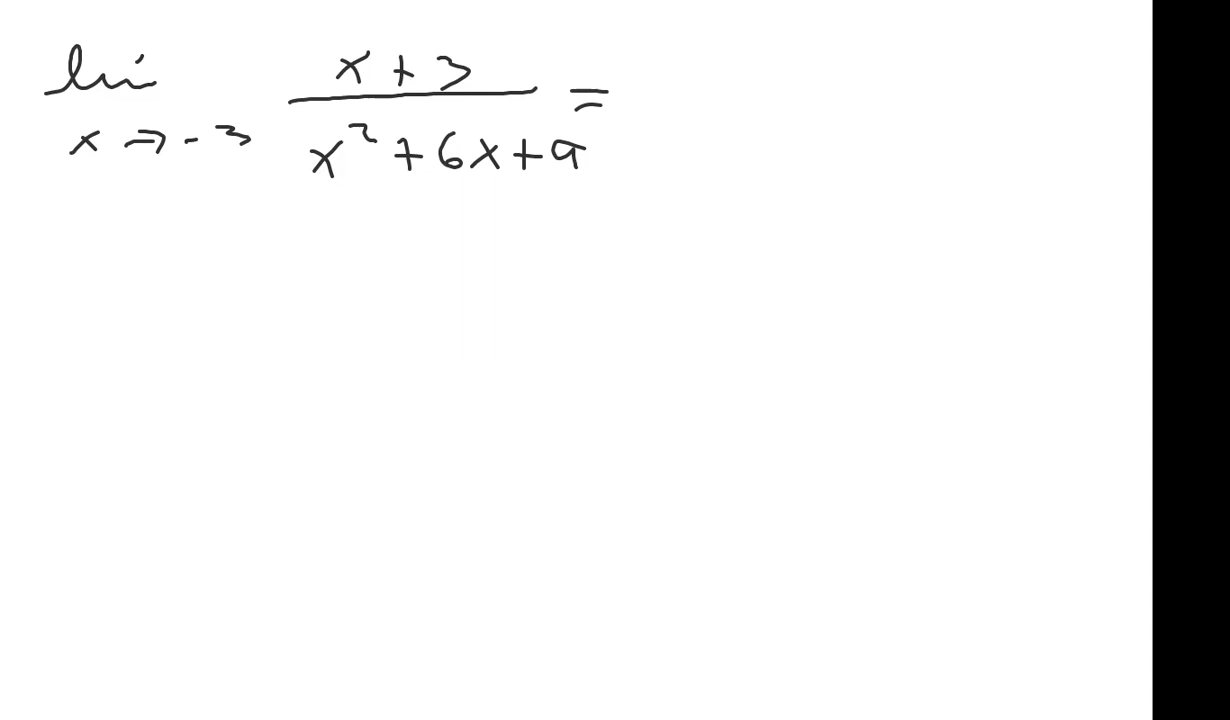 lim x + 3 =
x → -3 x² + 6x + 9